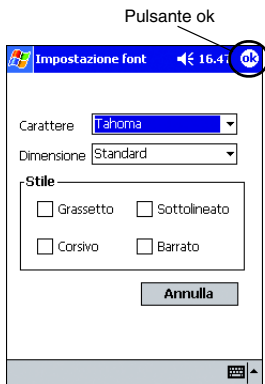 Pulsante ok
Impostazione font 16.47 ok
Carattere Tahoma
Dimensione Standard
Stile
Grassetto Sottolineato
Corsivo Barrato
Annulla